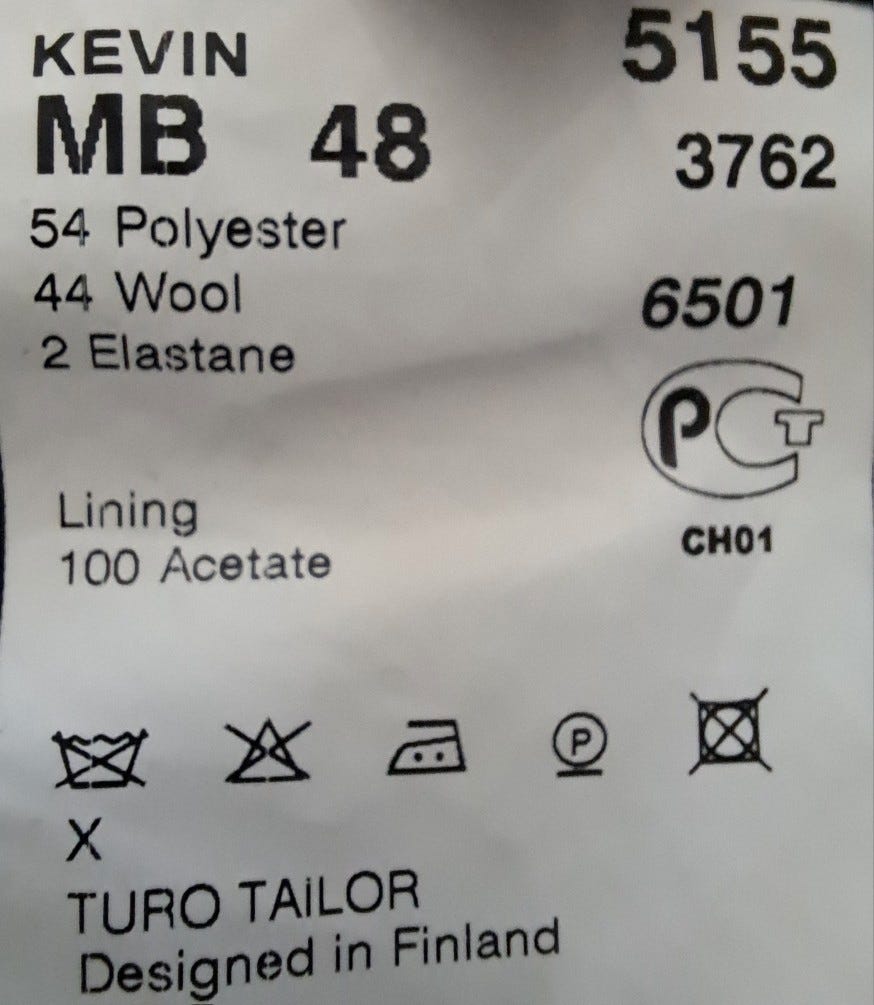 KEVIN 5155
MB 48 3762
54 Polyester
44 Wool 6501
2 Elastane
РСТ
Lining
100 Acetate CH01
P
X
TURO TAiLOR
Designed in Finland